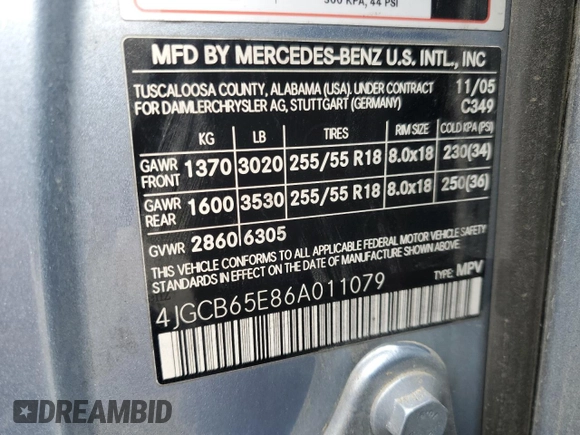 300 KPA, 44 PSI
MFD BY MERCEDES-BENZ U.S. INTL., INC
TUSCALOOSA COUNTY, ALABAMA (USA). UNDER CONTRACT 11/05
FOR DAIMLERCHRYSLER AG, STUTTGART (GERMANY) C349
KG LB TIRES RIM SIZE COLD KPA (PSI)
GAWR FRONT 1370 3020 255/55 R18 8.0x18 230(34)
GAWR REAR 1600 3530 255/55 R18 8.0x18 250(36)
GVWR 2860 6305
THIS VEHICLE CONFORMS TO ALL APPLICABLE FEDERAL MOTOR VEHICLE SAFETY
STANDARDS IN EFFECT ON THE DATE OF MANUFACTURE SHOWN ABOVE.
TYPE: MPV
4JGCB65E86A011079
DREAMBID